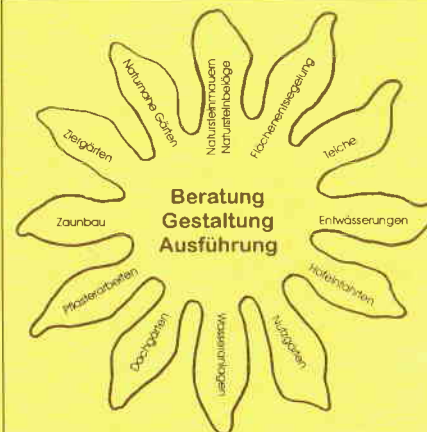 Naturnahe Gärten
Natursteinmauern
Natursteinbeläge
Flächenentsiegelung
Teiche
Entwässerungen
Hofeinfahrten
Nutzgärten
Wasseranlagen
Dachgärten
Pflasterarbeiten
Zaunbau
Ziergärten
Beratung
Gestaltung
Ausführung